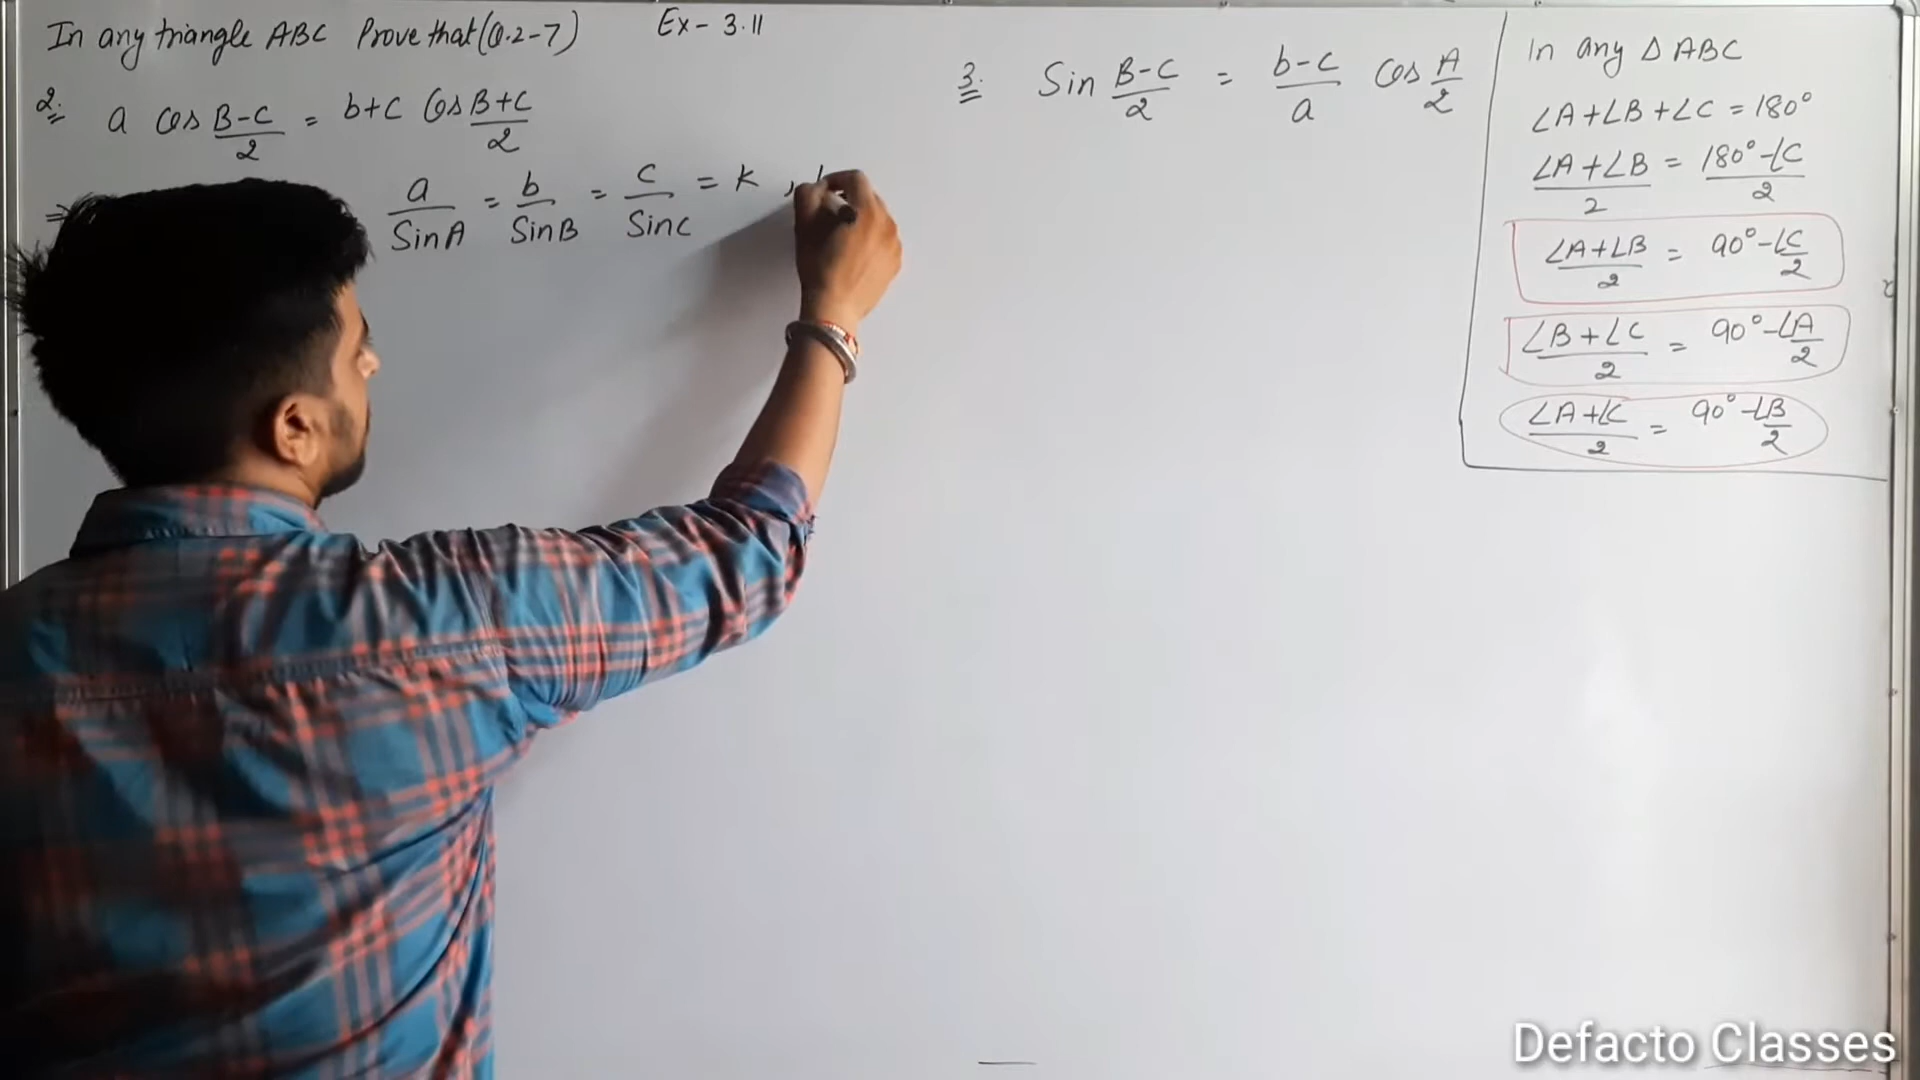 In any triangle ABC Prove that (Q.2-7) Ex- 3.11
2. a cos B-C/2 = b+c Cos B+C/2
⇒ a/SinA = b/SinB = c/SinC = K ,
3. Sin B-C/2 = b-c/a cos A/2
In any Δ ABC
∠A+∠B+∠C = 180°
∠A+∠B/2 = 180°-∠C/2
∠A+∠B/2 = 90°-∠C/2
∠B+∠C/2 = 90°-∠A/2
∠A+∠C/2 = 90°-∠B/2
Defacto Classes